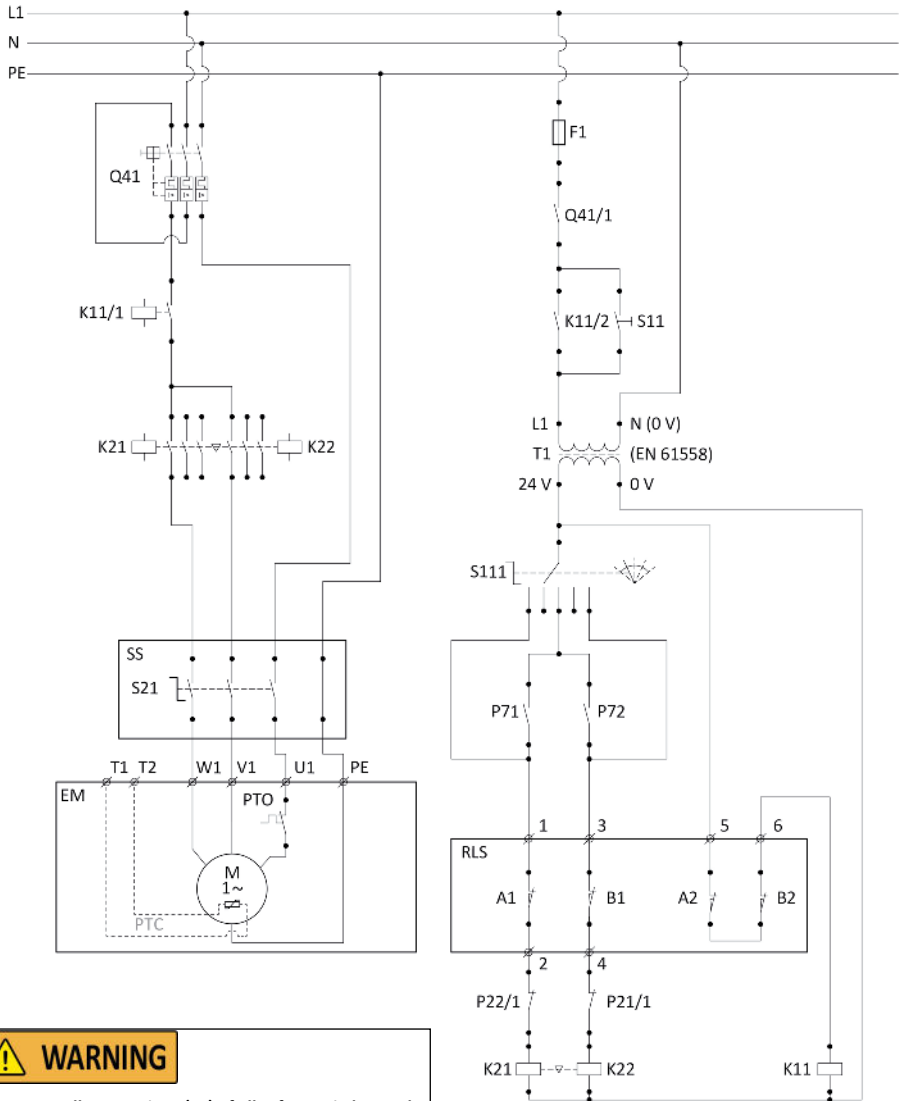 L1
N
PE
F1
Q41
Q41/1
K11/1
K11/2 S11
L1 N (0 V)
K21 K22
T1 (EN 61558)
24 V 0 V
S111
SS
S21
P71 P72
T1 T2 W1 V1 U1 PE
EM
PTO
1 3 5 6
RLS
M
1~
A1 B1 A2 B2
PTC
2 4
P22/1 P21/1
WARNING
K21 K22 K11